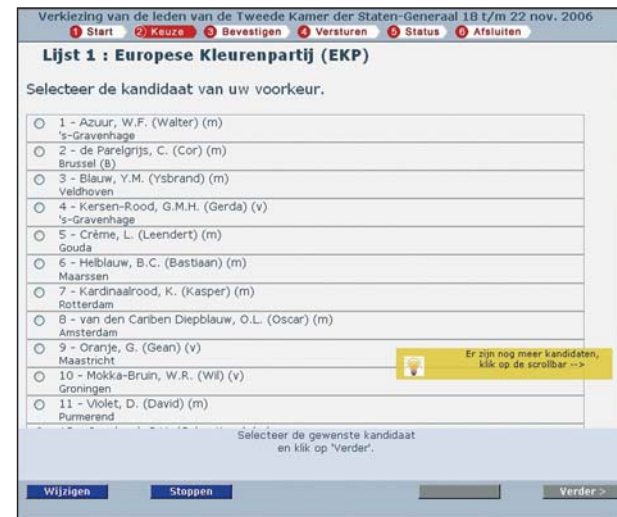 Verkiezing van de leden van de Tweede Kamer der Staten-Generaal 18 t/m 22 nov. 2006
1 Start 2) Keuze 3 Bevestigen 4 Versturen 5 Status 6 Afsluiten
Lijst 1 : Europese Kleurenpartij (EKP)
Selecteer de kandidaat van uw voorkeur.
1 - Azuur, W.F. (Walter) (m)
's-Gravenhage
2 - de Parelgrijs, C. (Cor) (m)
Brussel (B)
3 - Blauw, Y.M. (Ysbrand) (m)
Veldhoven
4 - Kersen-Rood, G.M.H. (Gerda) (v)
's-Gravenhage
5 - Crème, L. (Leendert) (m)
Gouda
6 - Helblauw, B.C. (Bastiaan) (m)
Maarssen
7 - Kardinaalrood, K. (Kasper) (m)
Rotterdam
8 - van den Cariben Diepblauw, O.L. (Oscar) (m)
Amsterdam
9 - Oranje, G. (Gean) (v)
Maastricht
Er zijn nog meer kandidaten,
klik op de scrollbar -->
10 - Mokka-Bruin, W.R. (Wil) (v)
Groningen
11 - Violet, D. (David) (m)
Purmerend
Selecteer de gewenste kandidaat
en klik op 'Verder'.
Wijzigen Stoppen Verder >